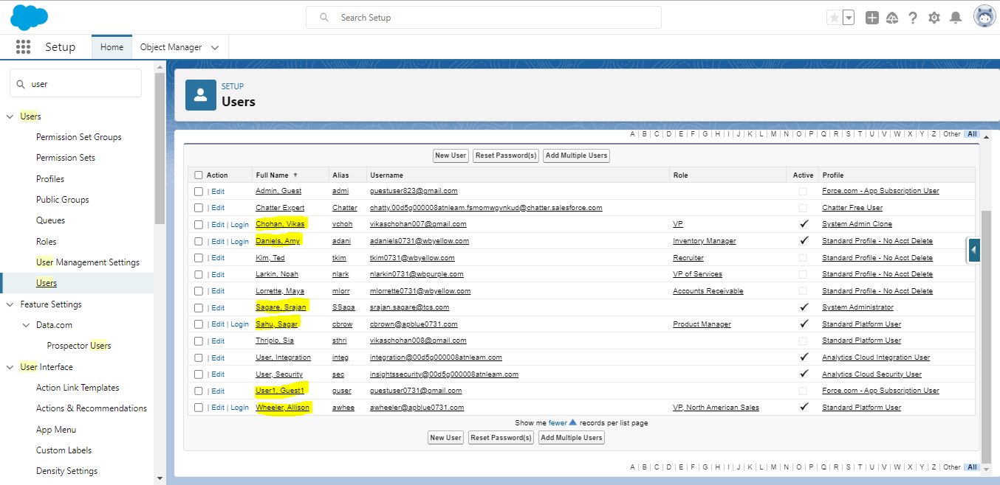 Search Setup
Setup Home Object Manager
user
Users
Permission Set Groups
Permission Sets
Profiles
Public Groups
Queues
Roles
User Management Settings
Users
Feature Settings
Data.com
Prospector Users
User Interface
Action Link Templates
Actions & Recommendations
App Menu
Custom Labels
Density Settings
SETUP
Users
A | B | C | D | E | F | G | H | I | J | K | L | M | N | O | P | Q | R | S | T | U | V | W | X | Y | Z | Other All
New User Reset Password(s) Add Multiple Users
Action Full Name ↑ Alias Username Role Active Profile
| Edit Admin, Guest admi guestuser823@gmail.com Force.com - App Subscription User
| Edit Chatter Expert Chatter chatty.00d5g000008atnleam.fsmomwgvnkud@chatter.salesforce.com Chatter Free User
| Edit | Login Chohan, Vikas vchoh vikaschohan007@gmail.com VP ✓ System Admin Clone
| Edit | Login Daniels, Amy adani adaniels0731@wbyellow.com Inventory Manager ✓ Standard Profile - No Acct Delete
| Edit Kim, Ted tkim tkim0731@wbyellow.com Recruiter Standard Profile - No Acct Delete
| Edit Larkin, Noah nlark nlarkin0731@wbpurple.com VP of Services Standard Profile - No Acct Delete
| Edit Lorrette, Maya mlorr mlorrette0731@wbyellow.com Accounts Receivable Standard Profile - No Acct Delete
| Edit Sagare, Srajan SSaga srajan.sagare@tcs.com ✓ System Administrator
| Edit | Login Sahu, Sagar cbrow cbrown@apblue0731.com Product Manager ✓ Standard Platform User
| Edit Thripio, Sia sthri vikaschohan008@gmail.com Standard Platform User
| Edit User, Integration integ integration@00d5g000008atnleam.com ✓ Analytics Cloud Integration User
| Edit User, Security sec insightssecurity@00d5g000008atnleam.com ✓ Analytics Cloud Security User
| Edit User1, Guest1 guser guestuser0731@gmail.com Force.com - App Subscription User
| Edit | Login Wheeler, Allison awhee awheeler@apblue0731.com VP, North American Sales ✓ Standard Platform User
Show me fewer ▲ records per list page
New User Reset Password(s) Add Multiple Users
A | B | C | D | E | F | G | H | I | J | K | L | M | N | O | P | Q | R | S | T | U | V | W | X | Y | Z | Other All